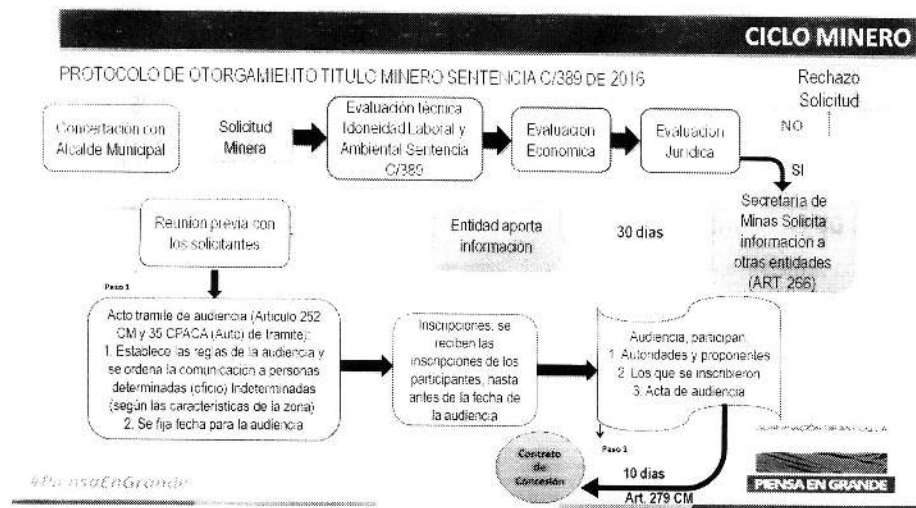 CICLO MINERO
PROTOCOLO DE OTORGAMIENTO TITULO MINERO SENTENCIA C/389 DE 2016
Rechazo
Solicitud
NO
Concertación con
Alcalde Municipal
Solicitud
Minera
Evaluación técnica
Idoneidad Laboral y
Ambiental Sentencia
C/389
Evaluacion
Económica
Evaluacion
Juridica
SI
Secretaria de
Minas Solicita
información a
otras entidades
(ART. 266)
30 dias
Entidad aporta
información
Reunion previa con
los solicitantes
Paso 1
Acto tramite de audiencia (Articulo 252
CM y 35 CPACA (Auto) de tramite):
1. Establece las reglas de la audiencia y
se ordena la comunicación a personas
determinadas (oficio) Indeterminadas
(según las características de la zona)
2. Se fija fecha para la audiencia
Inscripciones: se
reciben las
inscripciones de los
participantes, hasta
antes de la fecha de
la audiencia
Audiencia, participan:
1. Autoridades y proponentes
2. Los que se inscribieron
3. Acta de audiencia
Paso 1
10 dias
Art. 279 CM
Contrato
de
Concesión
#PiensaEnGrande
PIENSA EN GRANDE